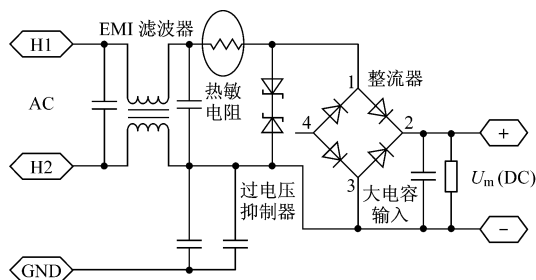 EMI 滤波器
H1
热敏
电阻
整流器
1
AC
4
2
+
H2
3
过电压
抑制器
大电容
输入
Um (DC)
−
GND